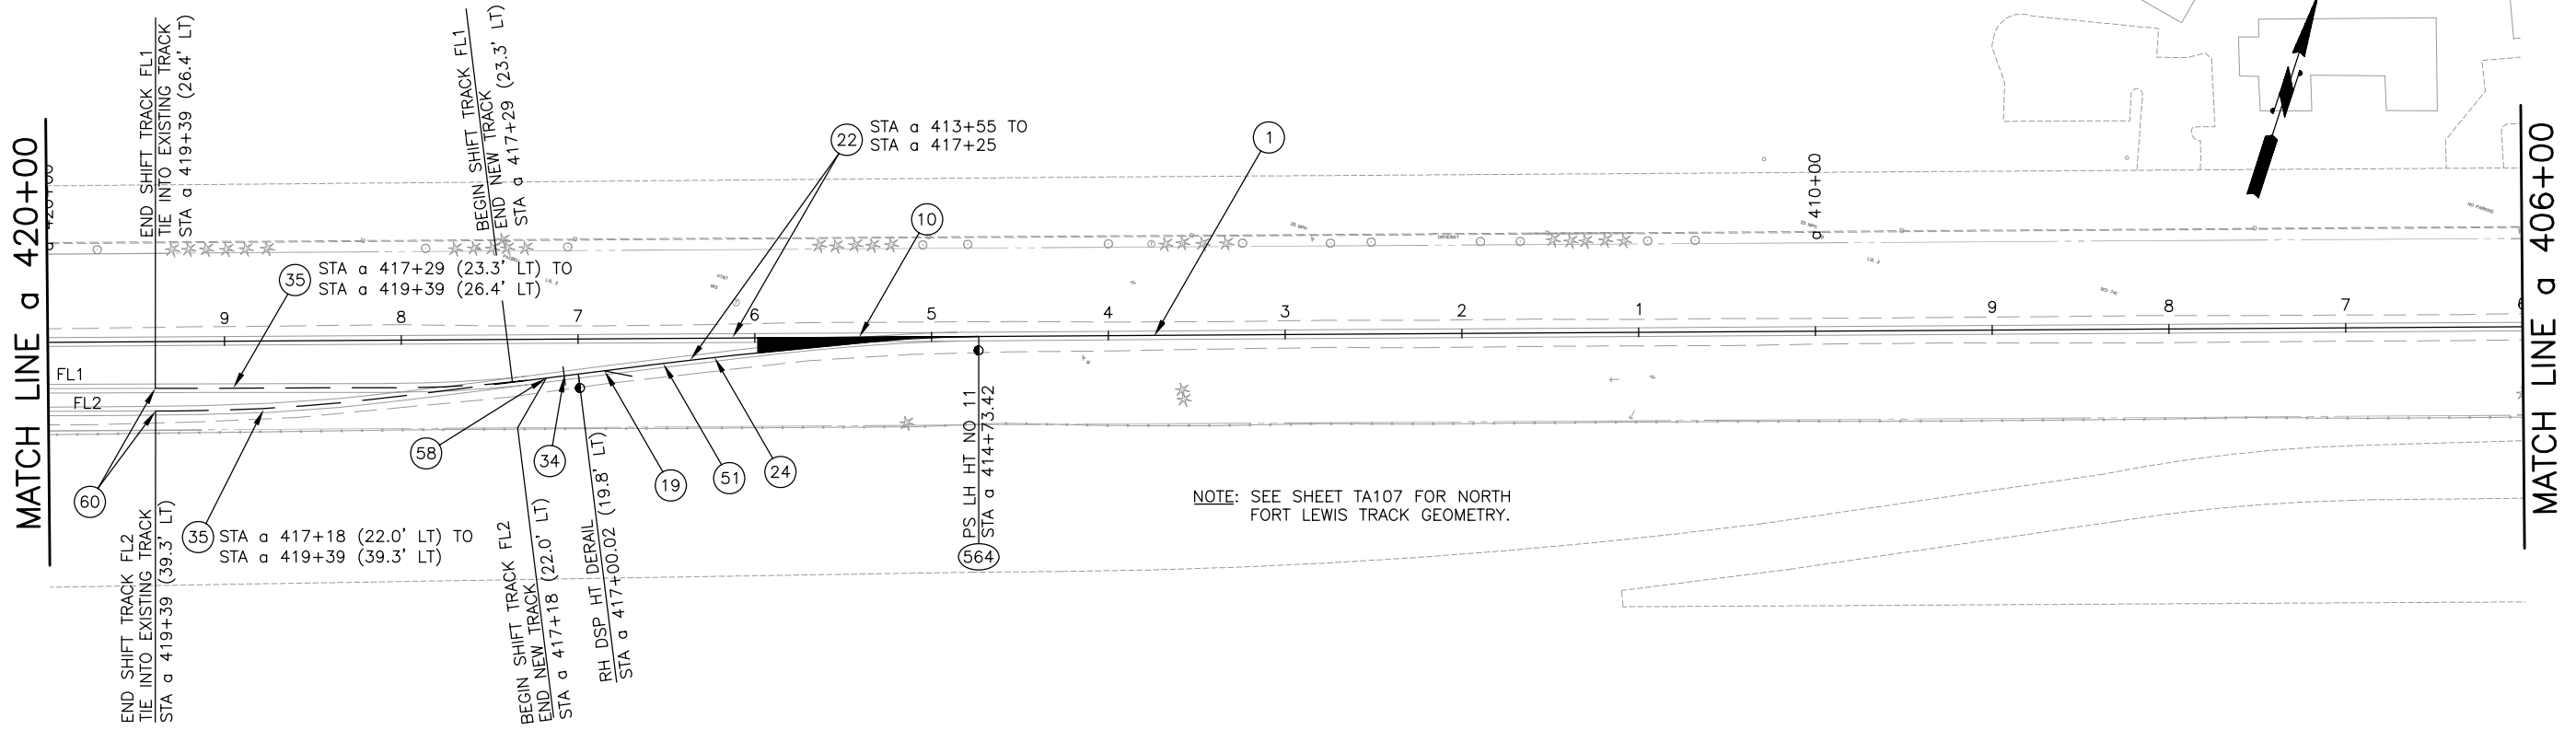 MATCH LINE a 420+00
END SHIFT TRACK FL1
TIE INTO EXISTING TRACK
STA a 419+39 (26.4' LT)
BEGIN SHIFT TRACK FL1
END NEW TRACK
STA a 417+29 (23.3' LT)
22
STA a 413+55 TO
STA a 417+25
1
10
a 410+00
35
STA a 417+29 (23.3' LT) TO
STA a 419+39 (26.4' LT)
9 8 7 6 5 4 3 2 1 9 8 7 6
FL1
FL2
60
58
34
19
51
24
35
STA a 417+18 (22.0' LT) TO
STA a 419+39 (39.3' LT)
END SHIFT TRACK FL2
TIE INTO EXISTING TRACK
STA a 419+39 (39.3' LT)
BEGIN SHIFT TRACK FL2
END NEW TRACK
STA a 417+18 (22.0' LT)
RH DSP HT DERAIL
STA a 417+00.02 (19.8' LT)
PS LH HT NO. 11
STA a 414+73.42
564
NOTE: SEE SHEET TA107 FOR NORTH
FORT LEWIS TRACK GEOMETRY.
NO PARKING
MATCH LINE a 406+00